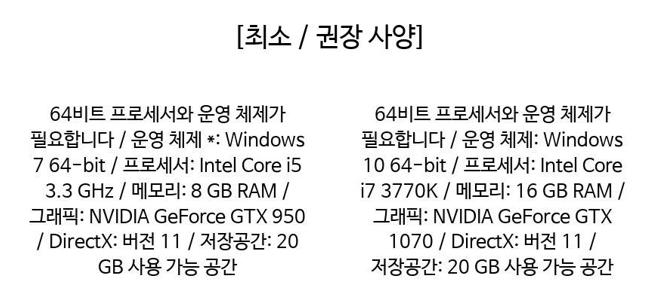 [최소 / 권장 사양]
64비트 프로세서와 운영 체제가
필요합니다 / 운영 체제 *: Windows
7 64-bit / 프로세서: Intel Core i5
3.3 GHz / 메모리: 8 GB RAM /
그래픽: NVIDIA GeForce GTX 950
/ DirectX: 버전 11 / 저장공간: 20
GB 사용 가능 공간
64비트 프로세서와 운영 체제가
필요합니다 / 운영 체제: Windows
10 64-bit / 프로세서: Intel Core
i7 3770K / 메모리: 16 GB RAM /
그래픽: NVIDIA GeForce GTX
1070 / DirectX: 버전 11 /
저장공간: 20 GB 사용 가능 공간